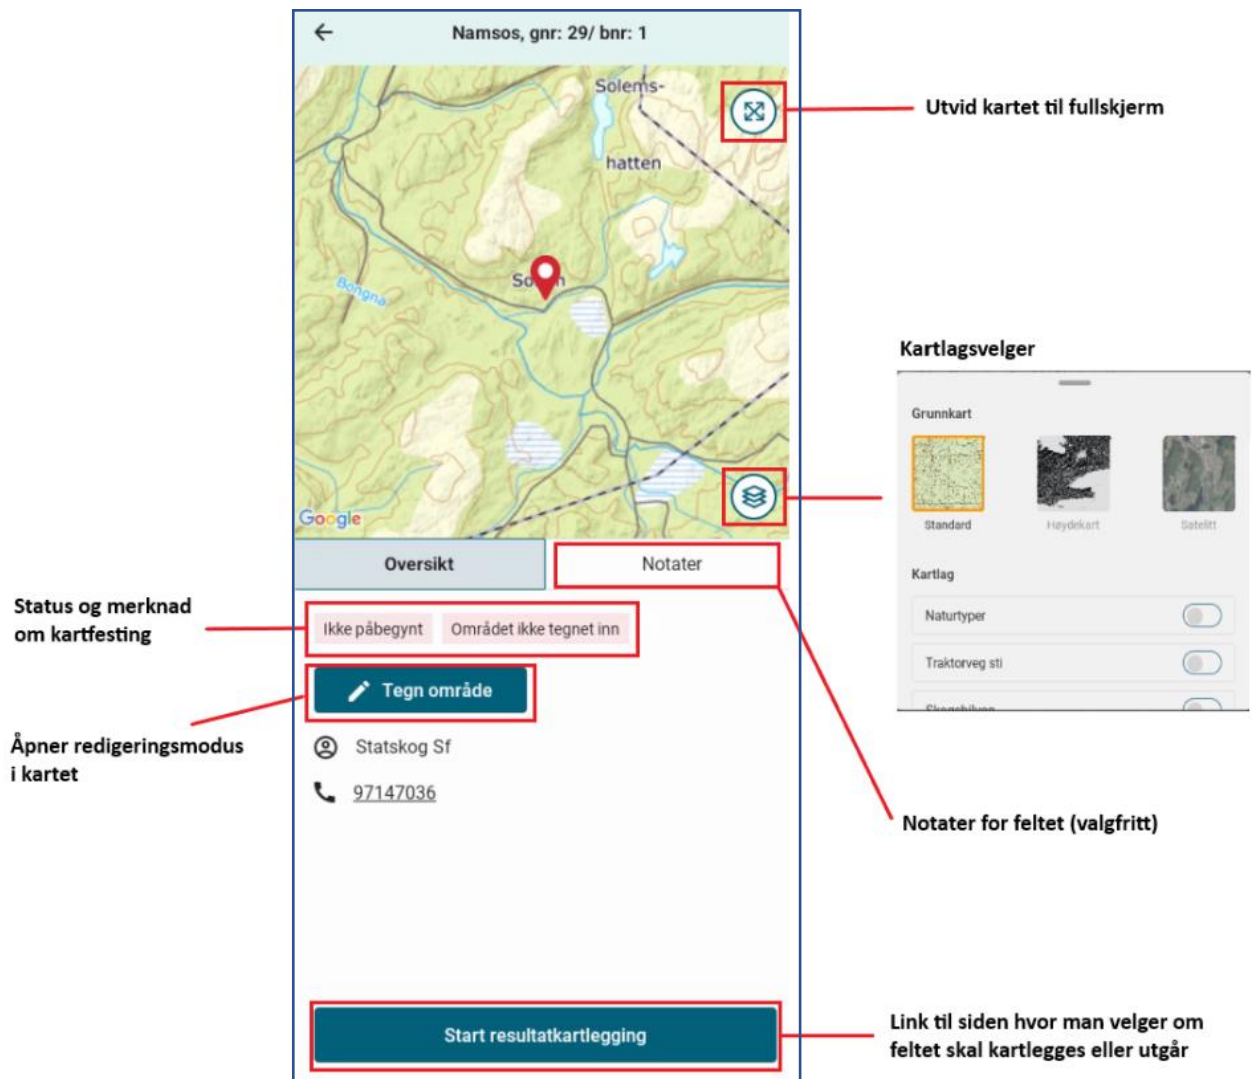 Namsos, gnr: 29/ bnr: 1
Solems-
hatten
Bongna
Google
Utvid kartet til fullskjerm
Kartlagsvelger
Grunnkart
Standard
Høydekart
Satelitt
Kartlag
Naturtyper
Traktorveg sti
Oversikt
Notater
Status og merknad
om kartfesting
Ikke påbegynt
Området ikke tegnet inn
Tegn område
Åpner redigeringsmodus
i kartet
Statskog Sf
97147036
Notater for feltet (valgfritt)
Start resultatkartlegging
Link til siden hvor man velger om
feltet skal kartlegges eller utgår